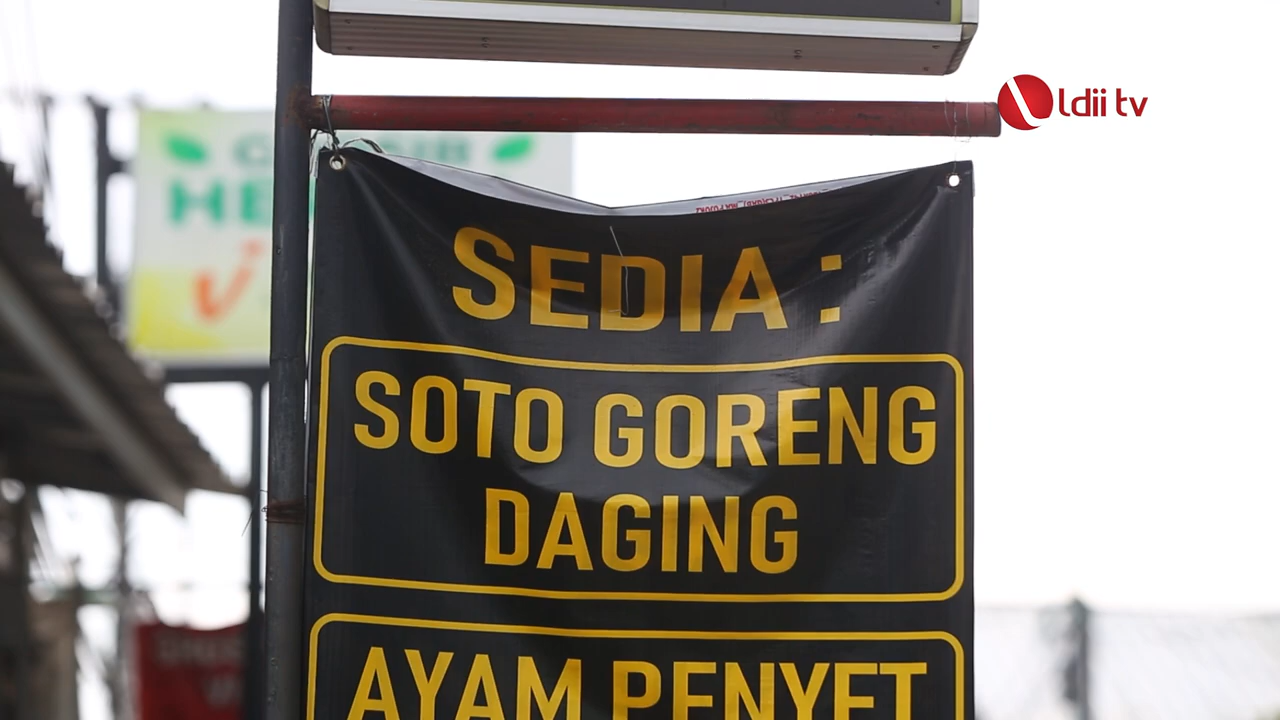 ldii tv
SEDIA :
SOTO GORENG
DAGING
AYAM PENYET